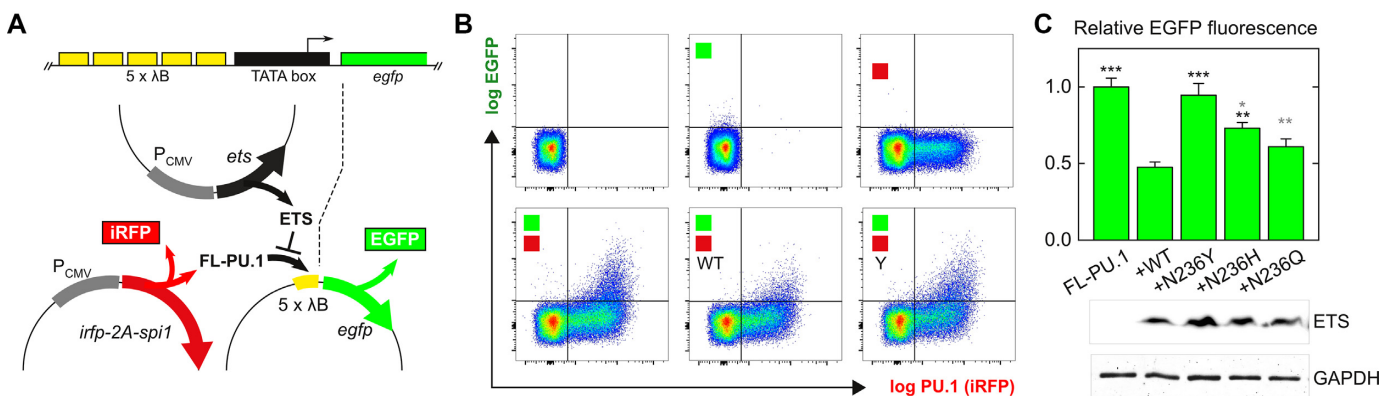 A
5 x λB
TATA box
egfp
PCMV
ets
ETS
iRFP
EGFP
FL-PU.1
PCMV
5 x λB
irfp-2A-spi1
egfp
B
log EGFP
WT
Y
log PU.1 (iRFP)
C
Relative EGFP fluorescence
1.0
0.5
0.0
***
***
*
**
**
FL-PU.1
+WT
+N236Y
+N236H
+N236Q
ETS
GAPDH